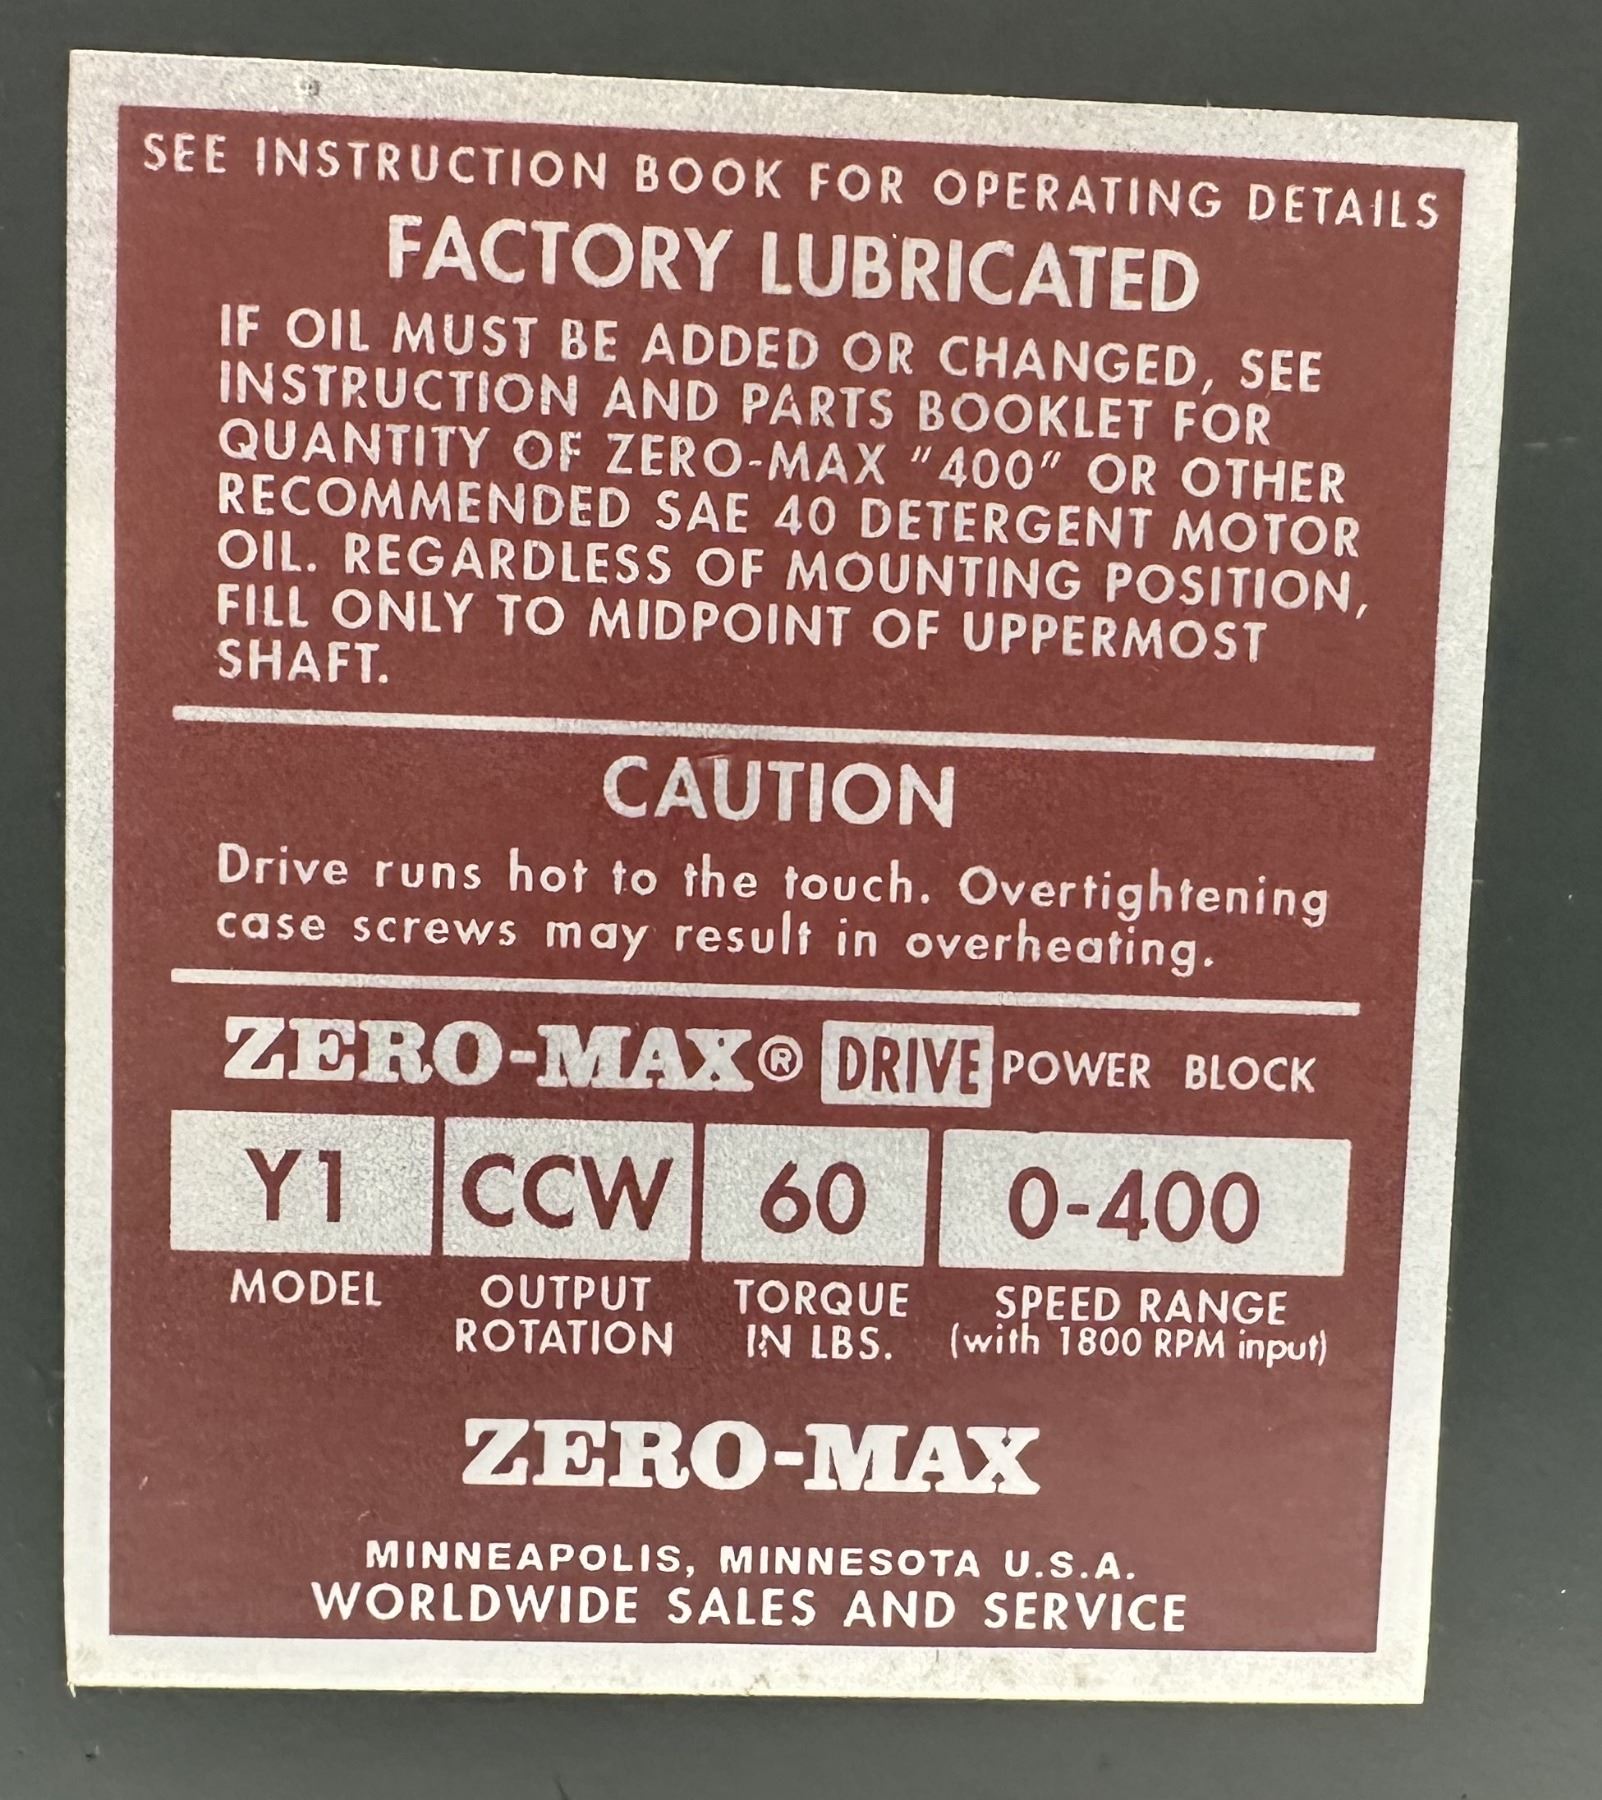 SEE INSTRUCTION BOOK FOR OPERATING DETAILS
FACTORY LUBRICATED
IF OIL MUST BE ADDED OR CHANGED, SEE
INSTRUCTION AND PARTS BOOKLET FOR
QUANTITY OF ZERO-MAX "400" OR OTHER
RECOMMENDED SAE 40 DETERGENT MOTOR
OIL. REGARDLESS OF MOUNTING POSITION,
FILL ONLY TO MIDPOINT OF UPPERMOST
SHAFT.
CAUTION
Drive runs hot to the touch. Overtightening
case screws may result in overheating.
ZERO-MAX® DRIVE POWER BLOCK
Y1 CCW 60 0-400
MODEL OUTPUT TORQUE SPEED RANGE
ROTATION IN LBS. (with 1800 RPM input)
ZERO-MAX
MINNEAPOLIS, MINNESOTA U.S.A.
WORLDWIDE SALES AND SERVICE